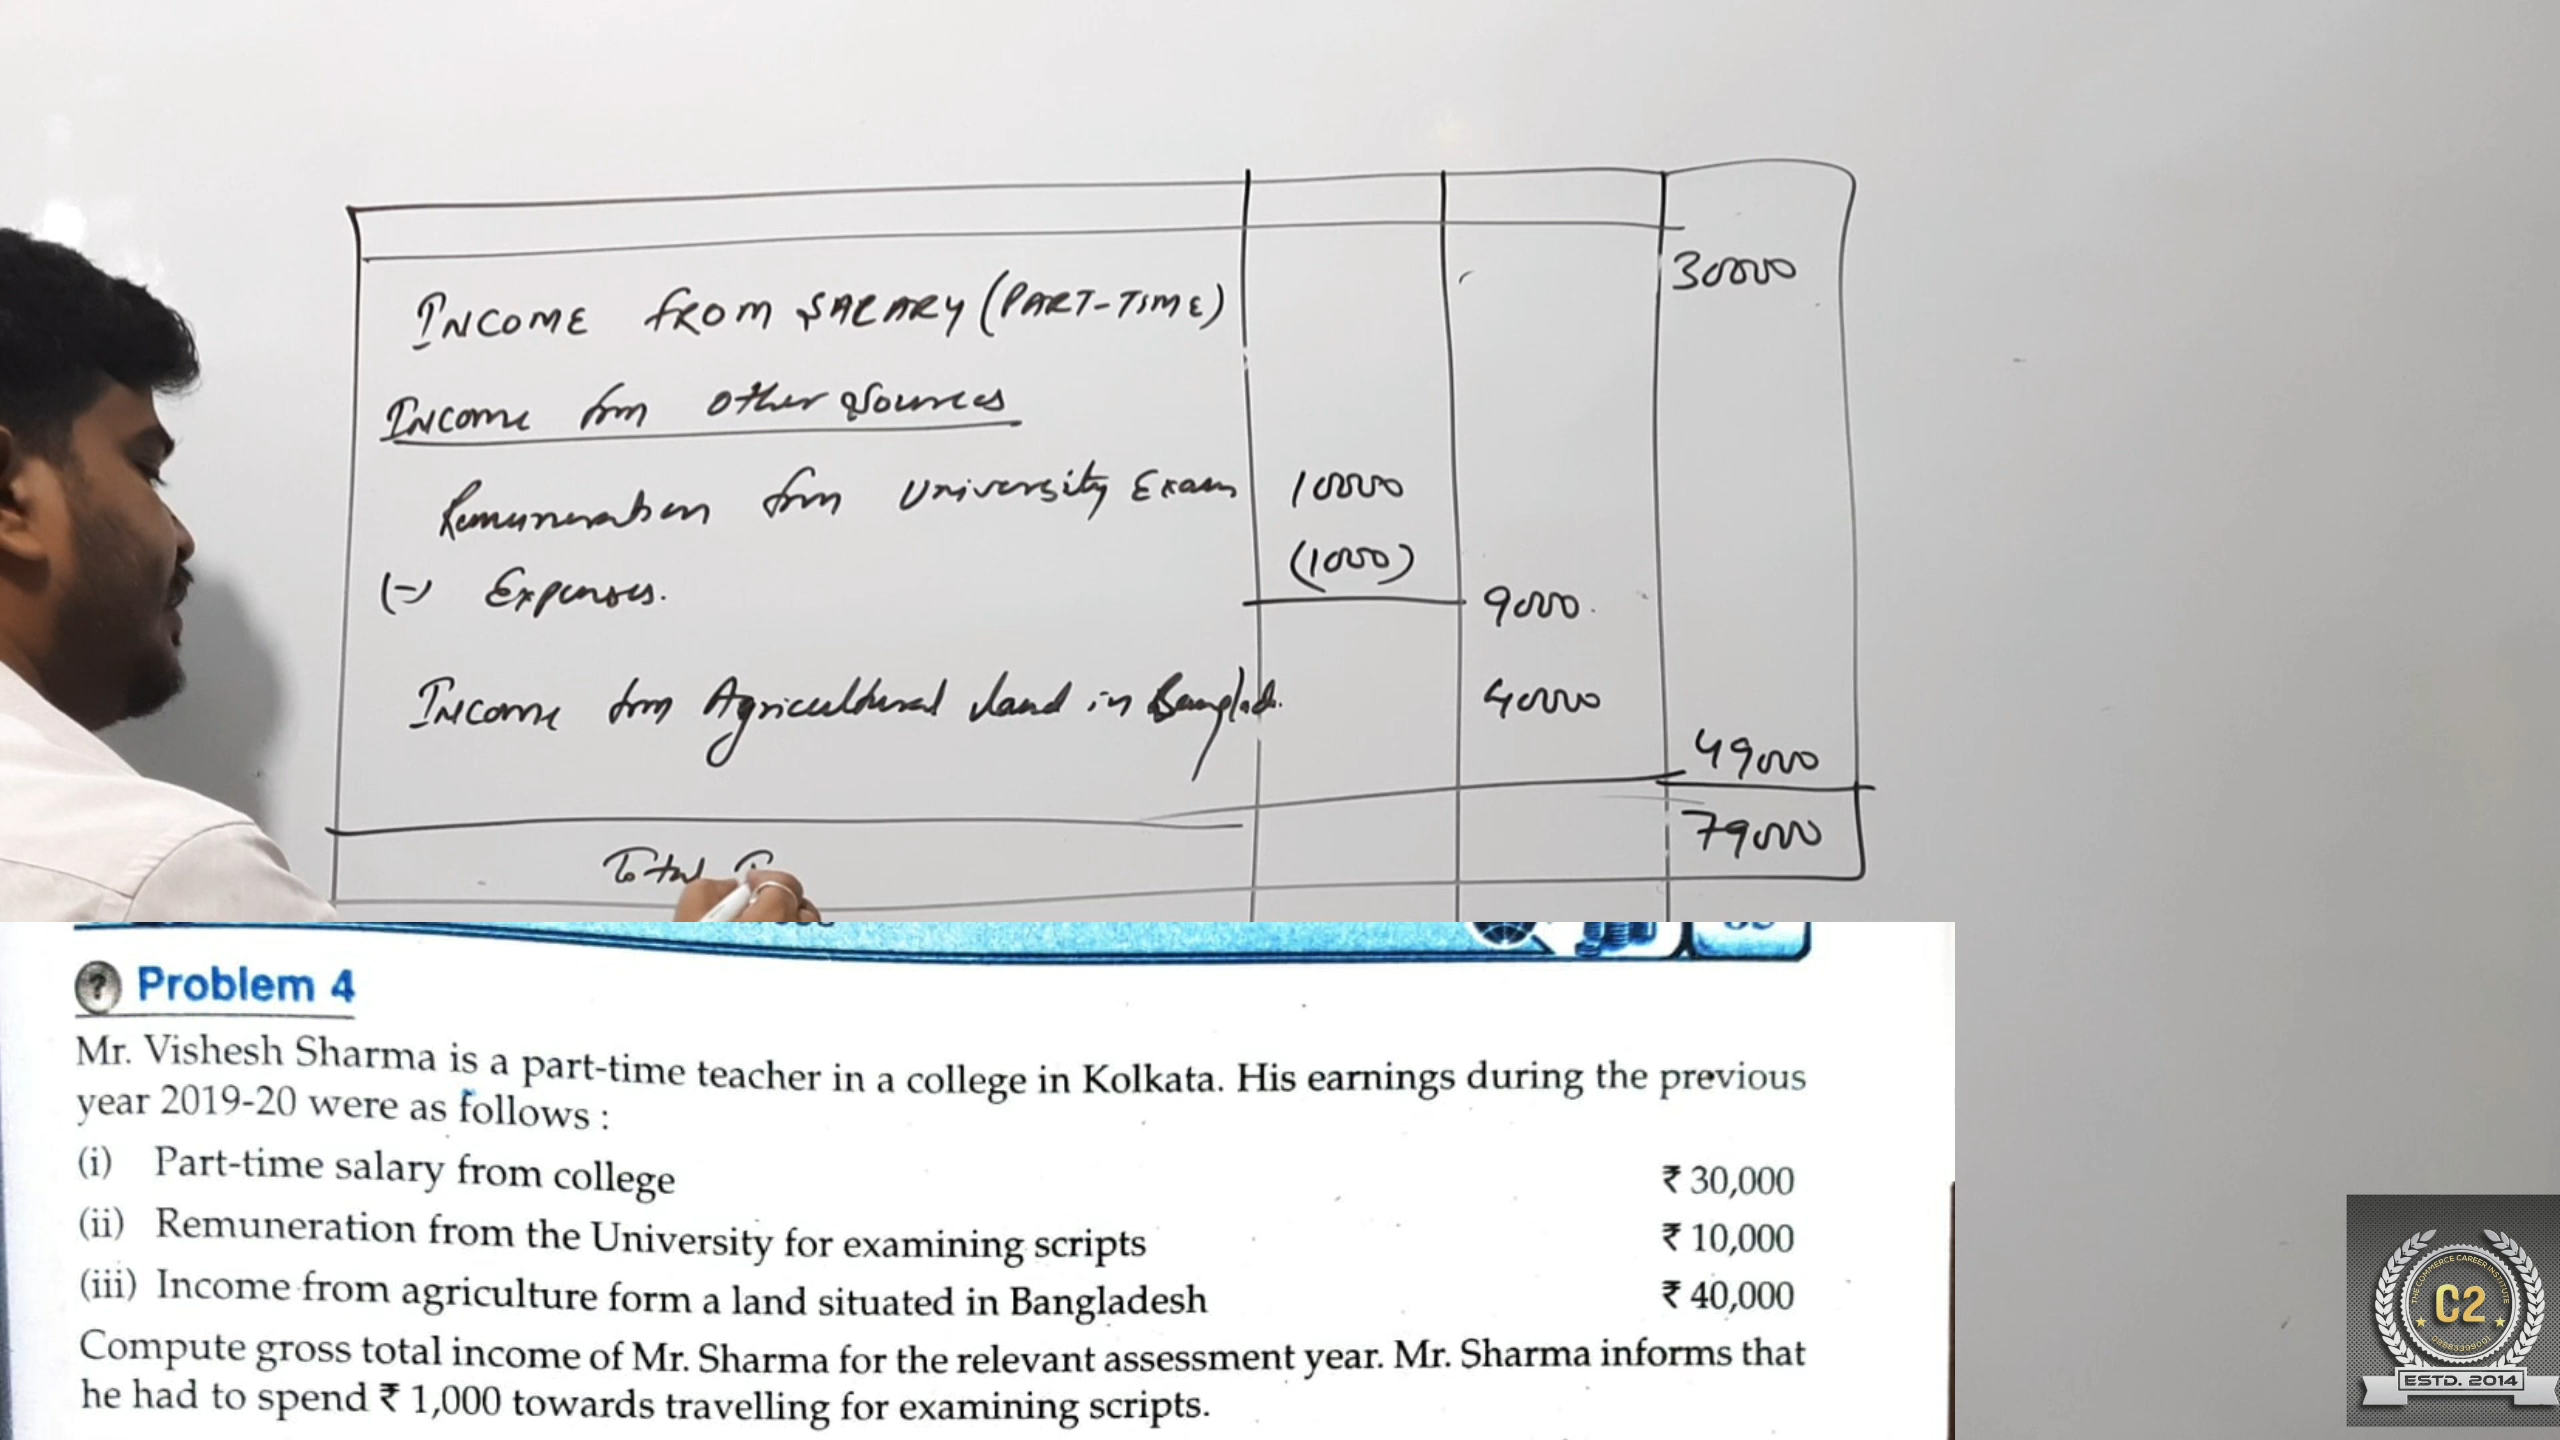 30000
INCOME FROM SALARY (PART-TIME)
Income from Other Sources
Remuneration from University Exam 10000
(-) Expenses. (1000)
9000.
Income from Agricultural land in Banglad. 40000
49000
79000
Total
Problem 4
Mr. Vishesh Sharma is a part-time teacher in a college in Kolkata. His earnings during the previous
year 2019-20 were as follows :
(i) Part-time salary from college ₹ 30,000
(ii) Remuneration from the University for examining scripts ₹ 10,000
(iii) Income from agriculture form a land situated in Bangladesh ₹ 40,000
Compute gross total income of Mr. Sharma for the relevant assessment year. Mr. Sharma informs that
he had to spend ₹ 1,000 towards travelling for examining scripts.
THE COMMERCE CAREER INSTITUTE
C2
ESTD. 2014